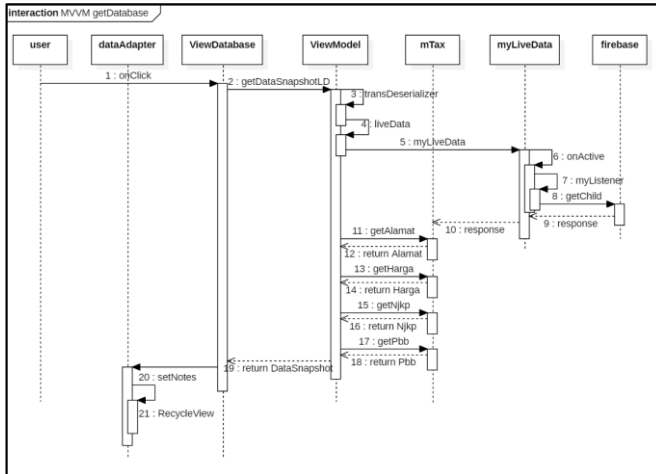 interaction MVVM getDatabase
user
dataAdapter
ViewDatabase
ViewModel
mTax
myLiveData
firebase
1 : onClick
2 : getDataSnapshotLD
3 : transDeserializer
4 : liveData
5 : myLiveData
6 : onActive
7 : myListener
8 : getChild
9 : response
10 : response
11 : getAlamat
12 : return Alamat
13 : getHarga
14 : return Harga
15 : getNjkp
16 : return Njkp
17 : getPbb
18 : return Pbb
19 : return DataSnapshot
20 : setNotes
21 : RecycleView